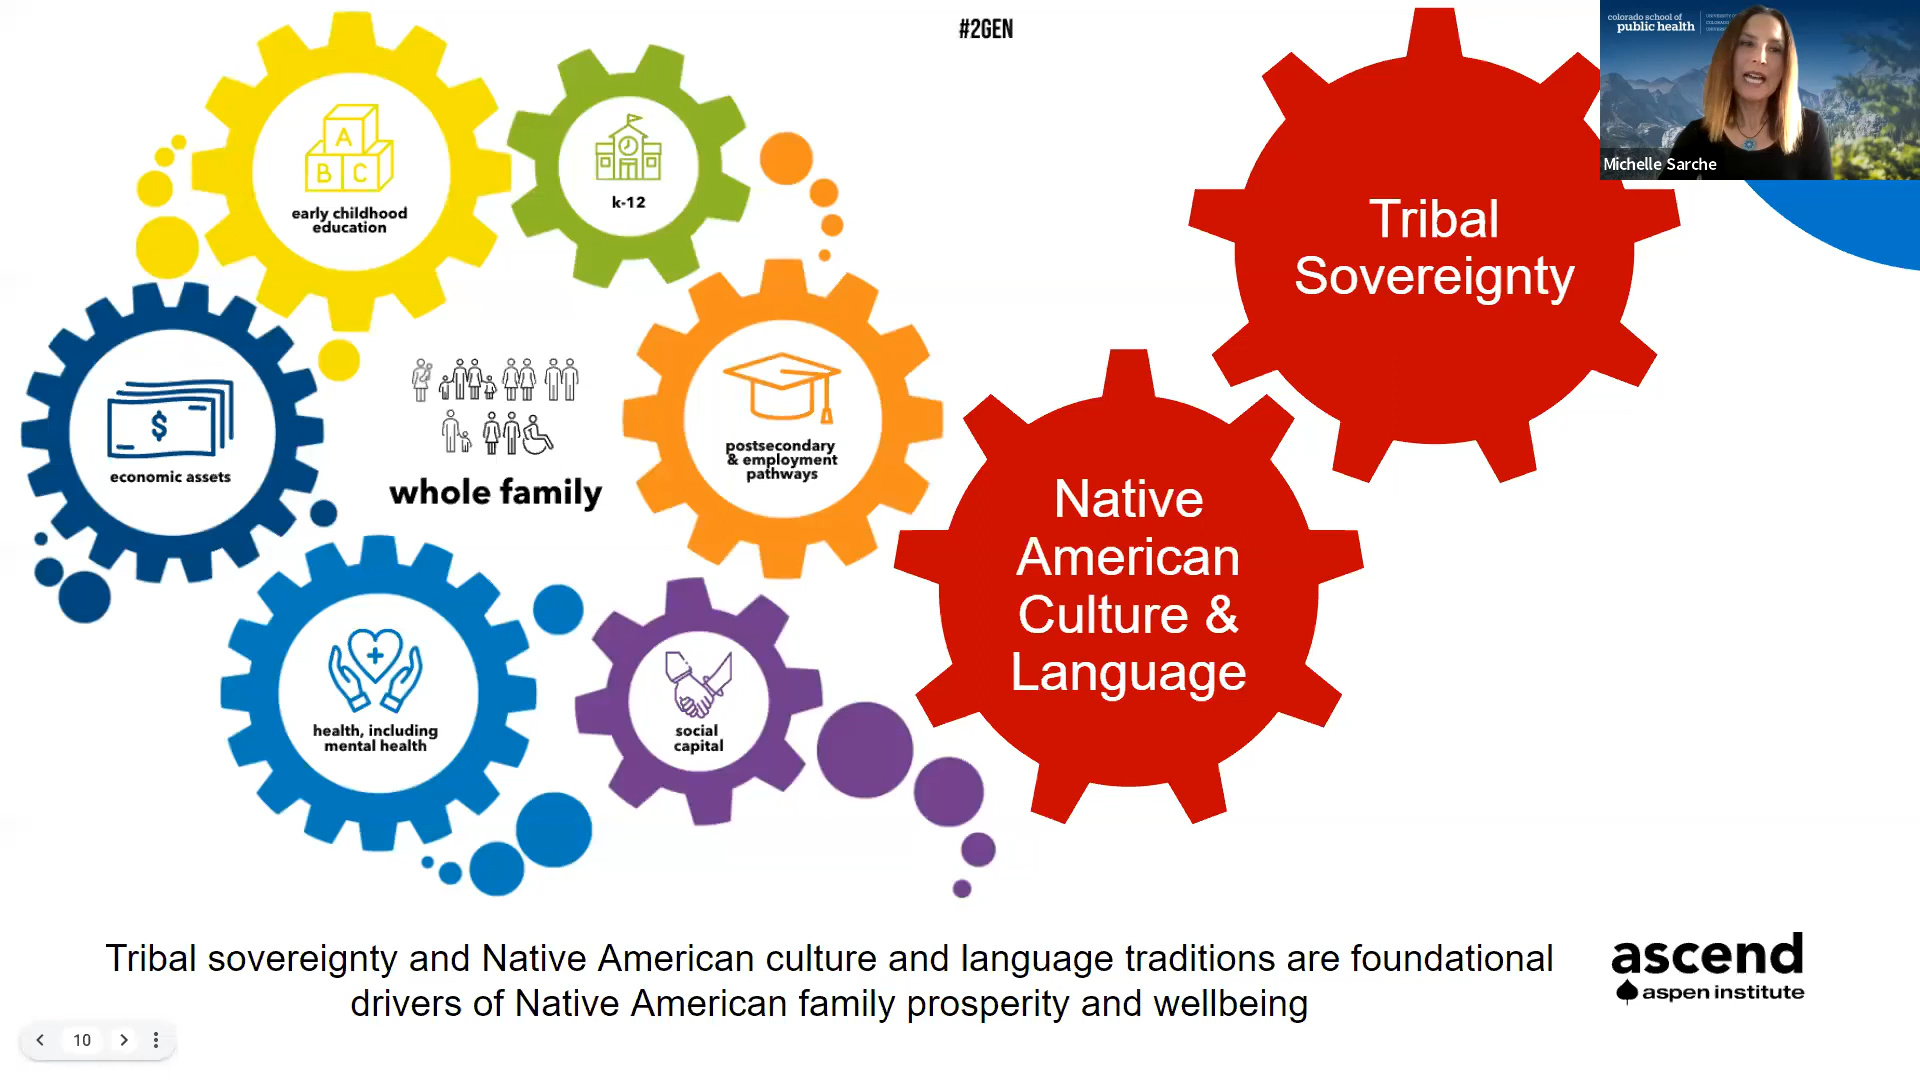 #2GEN
colorado school of
public health
Michelle Sarche
A
B C
early childhood
education
k-12
Tribal
Sovereignty
$
economic assets
whole family
postsecondary
& employment
pathways
Native
American
Culture &
Language
health, including
mental health
social
capital
Tribal sovereignty and Native American culture and language traditions are foundational
drivers of Native American family prosperity and wellbeing
ascend
aspen institute
10